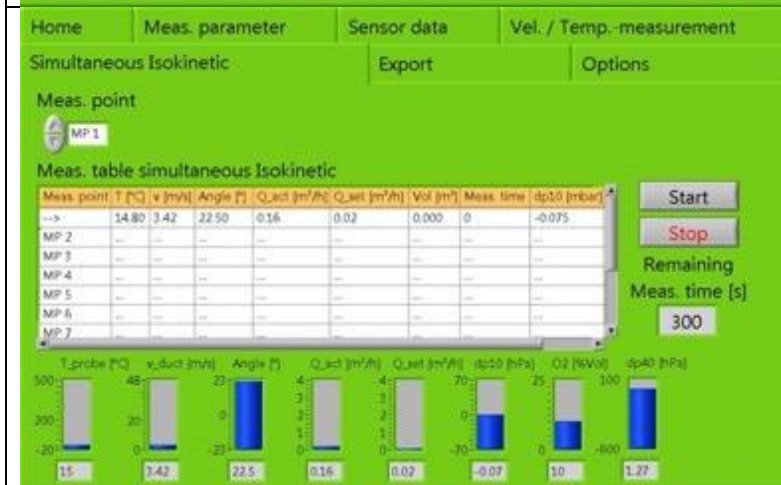 Home Meas. parameter Sensor data Vel. / Temp.-measurement
Simultaneous Isokinetic Export Options
Meas. point
MP 1
Meas. table simultaneous Isokinetic
Meas. point T [°C] v [m/s] Angle [°] Q_act [m³/h] Q_set [m³/h] Vol [m³] Meas. time dp10 [mbar]
--> 14.80 3.42 22.50 0.16 0.02 0.000 0 -0.075
MP 2 ... ... ... ... ... ... ... ...
MP 3 ... ... ... ... ... ... ... ...
MP 4 ... ... ... ... ... ... ... ...
MP 5 ... ... ... ... ... ... ... ...
MP 6 ... ... ... ... ... ... ... ...
MP 7
Start
Stop
Remaining
Meas. time [s]
300
T_probe [°C] v_duct [m/s] Angle [°] Q_act [m³/h] Q_set [m³/h] dp10 [hPa] O2 [%Vol] dp40 [hPa]
500 48 23 4 4 70 25 100
3 3
200 20 0 2 2 0
1 1
-20 0 -23 0 0 -70 0 -800
15 3.42 22.5 0.16 0.02 -0.07 10 1.27